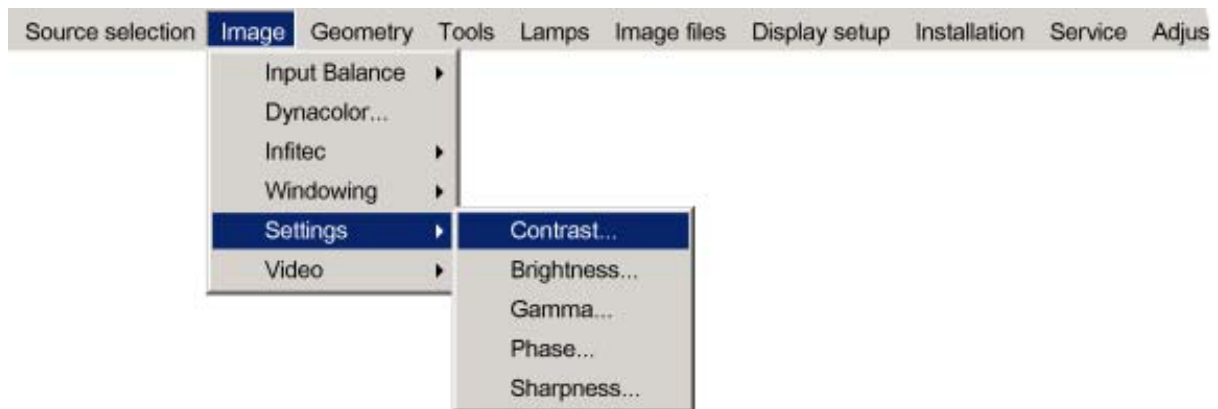 Source selection Image Geometry Tools Lamps Image files Display setup Installation Service Adjus
Input Balance
Dynacolor...
Infitec
Windowing
Settings Contrast...
Video Brightness...
Gamma...
Phase...
Sharpness...